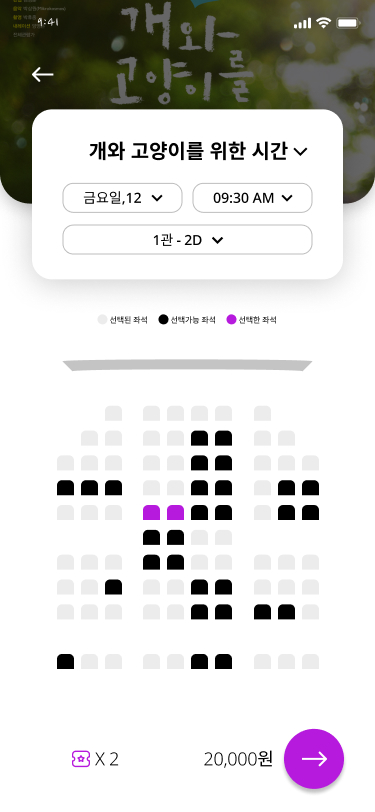 9:41
개와
고양이를
개와 고양이를 위한 시간
금요일,12
09:30 AM
1관 - 2D
선택된 좌석
선택가능 좌석
선택한 좌석
X 2
20,000원